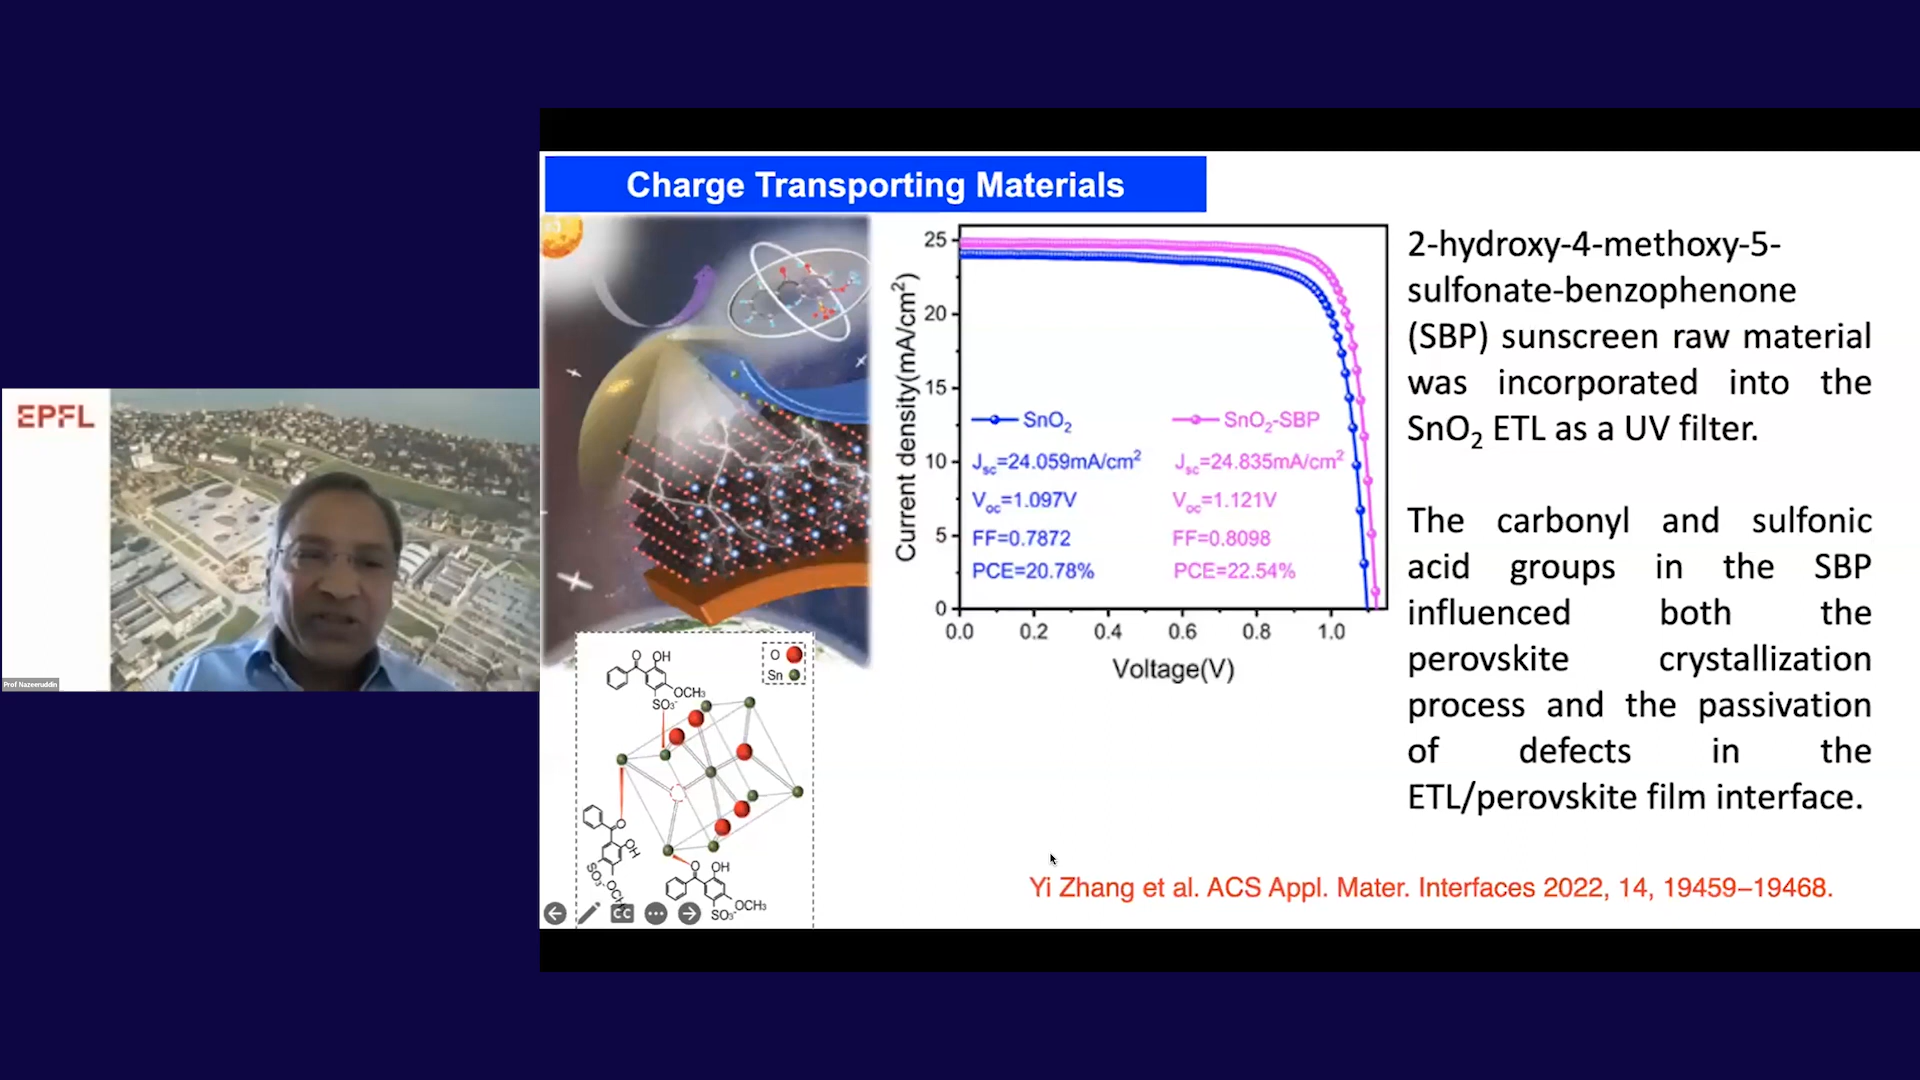 Charge Transporting Materials
EPFL
Prof Nazeeruddin
25
20
15
10
5
0
0.0 0.2 0.4 0.6 0.8 1.0
Current density(mA/cm²)
Voltage(V)
SnO₂ SnO₂-SBP
Jsc=24.059mA/cm² Jsc=24.835mA/cm²
Voc=1.097V Voc=1.121V
FF=0.7872 FF=0.8098
PCE=20.78% PCE=22.54%
2-hydroxy-4-methoxy-5-
sulfonate-benzophenone
(SBP) sunscreen raw material
was incorporated into the
SnO₂ ETL as a UV filter.
The carbonyl and sulfonic
acid groups in the SBP
influenced both the
perovskite crystallization
process and the passivation
of defects in the
ETL/perovskite film interface.
O
Sn
O OH
OCH₃
SO₃⁻
O
OH
SO₃⁻ OCH₃
O OH
OCH₃
SO₃⁻
CC
Yi Zhang et al. ACS Appl. Mater. Interfaces 2022, 14, 19459–19468.